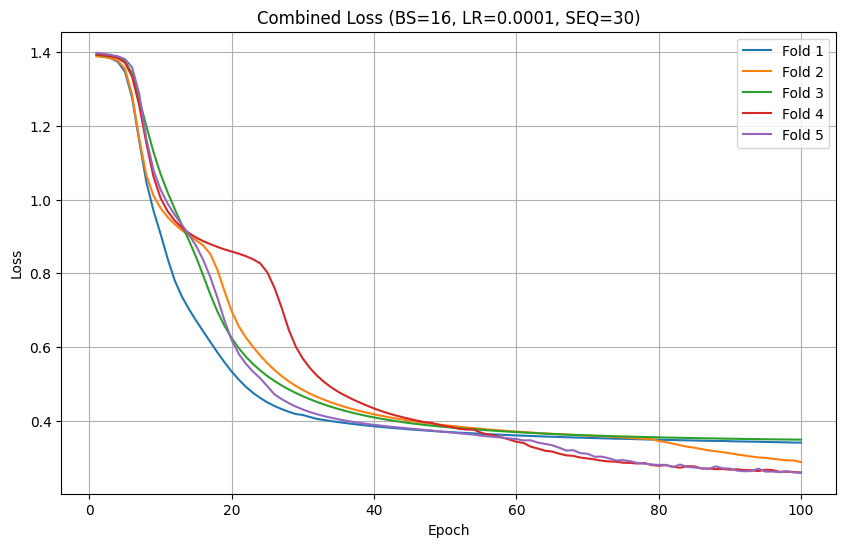 Combined Loss (BS=16, LR=0.0001, SEQ=30)
Fold 1
Fold 2
Fold 3
Fold 4
Fold 5
Loss
1.4
1.2
1.0
0.8
0.6
0.4
0
20
40
60
80
100
Epoch